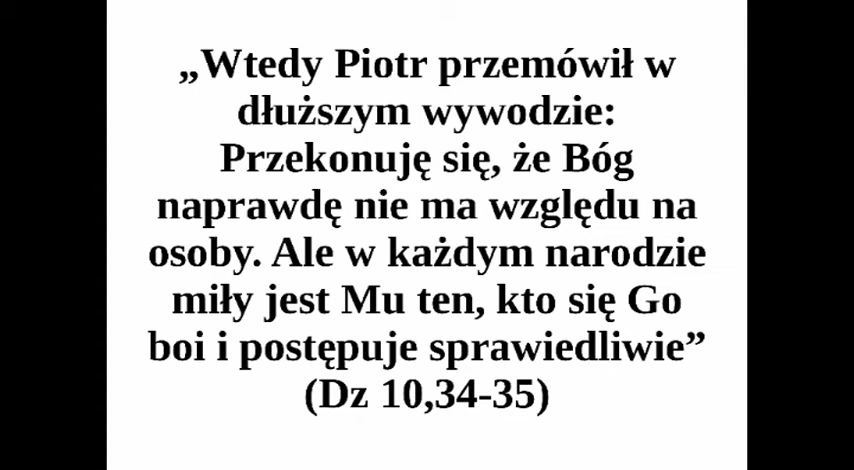 „Wtedy Piotr przemówił w
dłuższym wywodzie:
Przekonuję się, że Bóg
naprawdę nie ma względu na
osoby. Ale w każdym narodzie
miły jest Mu ten, kto się Go
boi i postępuje sprawiedliwie”
(Dz 10,34-35)